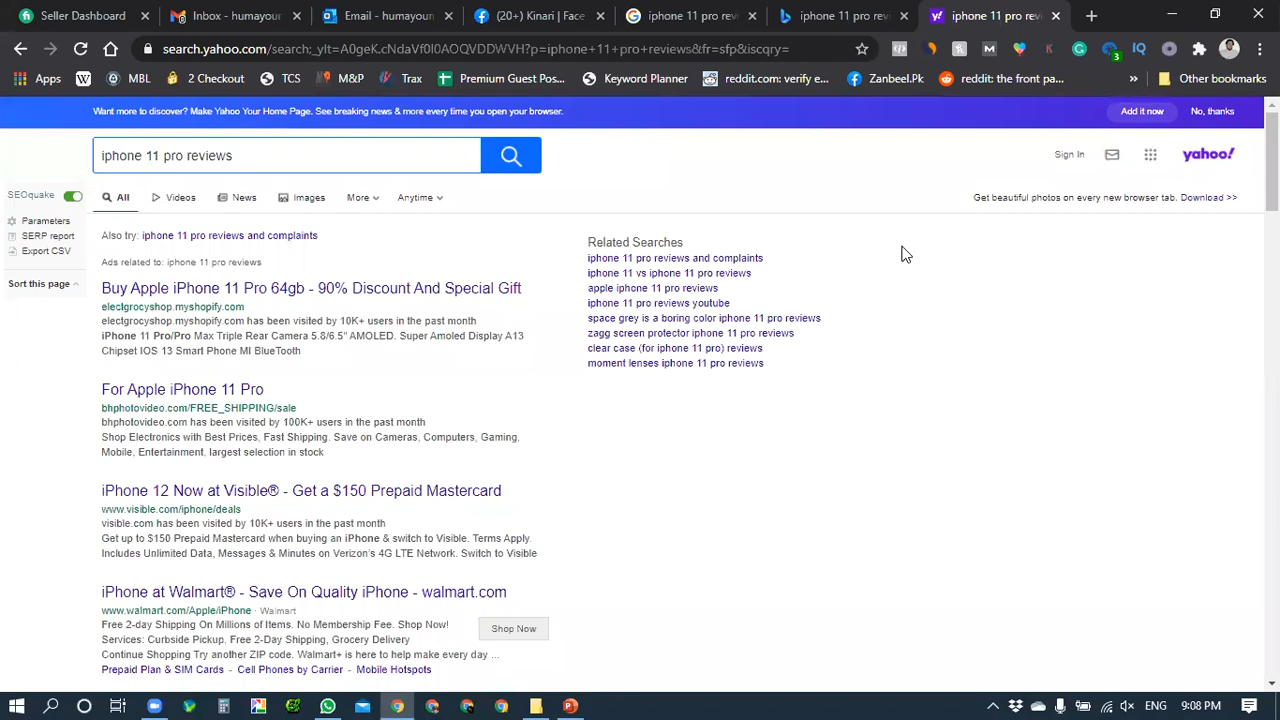 Seller Dashboard
Inbox - humayour
Email - humayoun
(20+) Kinari | Face
iphone 11 pro revi
iphone 11 pro revi
iphone 11 pro rev
search.yahoo.com/search;_ylt=A0geK.cNdaVf0I0AOQVDDWVH?p=iphone+11+pro+reviews&fr=sfp&iscqry=
Apps
MBL
2 Checkout
TCS
M&P
Trax
Premium Guest Pos...
Keyword Planner
reddit.com: verify e...
Zanbeel.Pk
reddit: the front pa...
»
Other bookmarks
Want more to discover? Make Yahoo Your Home Page. See breaking news & more every time you open your browser.
Add it now
No, thanks
iphone 11 pro reviews
Sign In
yahoo!
SEOquake
Parameters
SERP report
Export CSV
Sort this page
All
Videos
News
Images
More
Anytime
Get beautiful photos on every new browser tab. Download >>
Also try: iphone 11 pro reviews and complaints
Ads related to: iphone 11 pro reviews
Buy Apple iPhone 11 Pro 64gb - 90% Discount And Special Gift
electgrocyshop.myshopify.com
electgrocyshop.myshopify.com has been visited by 10K+ users in the past month
iPhone 11 Pro/Pro Max Triple Rear Camera 5.8/6.5" AMOLED. Super Amoled Display A13
Chipset IOS 13 Smart Phone MI BlueTooth
For Apple iPhone 11 Pro
bhphotovideo.com/FREE_SHIPPING/sale
bhphotovideo.com has been visited by 100K+ users in the past month
Shop Electronics with Best Prices, Fast Shipping. Save on Cameras, Computers, Gaming,
Mobile, Entertainment, largest selection in stock
iPhone 12 Now at Visible® - Get a $150 Prepaid Mastercard
www.visible.com/iphone/deals
visible.com has been visited by 10K+ users in the past month
Get up to $150 Prepaid Mastercard when buying an iPhone & switch to Visible. Terms Apply.
Includes Unlimited Data, Messages & Minutes on Verizon's 4G LTE Network. Switch to Visible
iPhone at Walmart® - Save On Quality iPhone - walmart.com
www.walmart.com/Apple/iPhone · Walmart
Free 2-day Shipping On Millions of Items. No Membership Fee. Shop Now!
Services: Curbside Pickup, Free 2-Day Shipping, Grocery Delivery
Continue Shopping Try another ZIP code. Walmart+ is here to help make every day ...
Shop Now
Prepaid Plan & SIM Cards - Cell Phones by Carrier - Mobile Hotspots
Related Searches
iphone 11 pro reviews and complaints
iphone 11 vs iphone 11 pro reviews
apple iphone 11 pro reviews
iphone 11 pro reviews youtube
space grey is a boring color iphone 11 pro reviews
zagg screen protector iphone 11 pro reviews
clear case (for iphone 11 pro) reviews
moment lenses iphone 11 pro reviews
ENG
9:08 PM